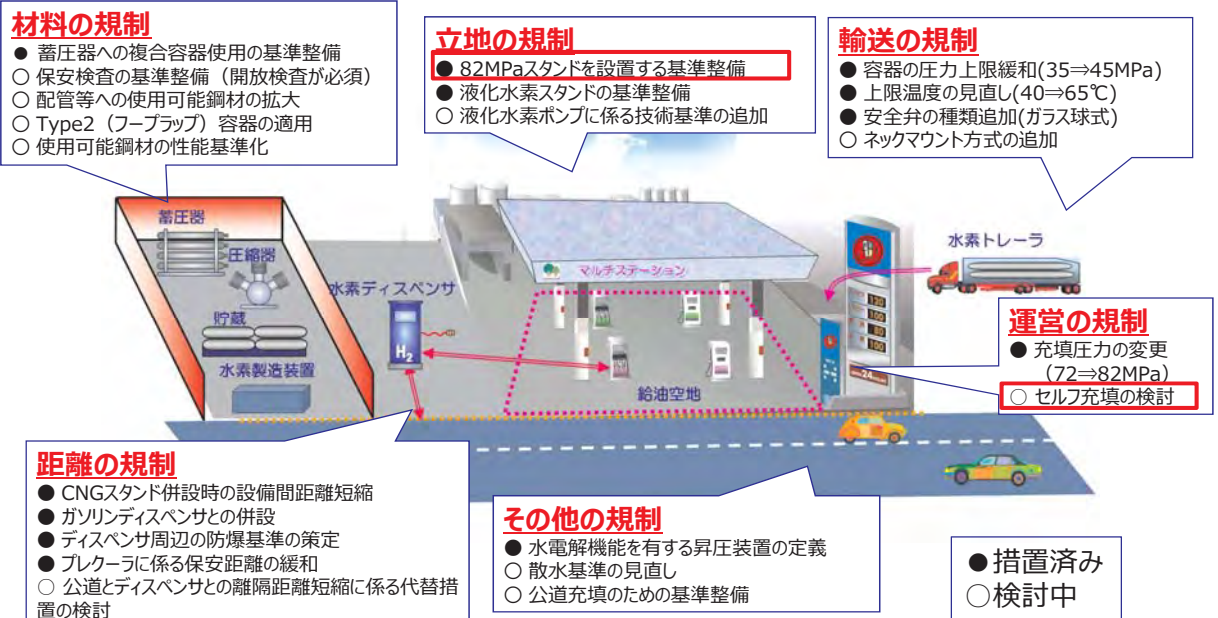 材料の規制
● 蓄圧器への複合容器使用の基準整備
○ 保安検査の基準整備（開放検査が必須）
○ 配管等への使用可能鋼材の拡大
○ Type2（フープラップ）容器の適用
○ 使用可能鋼材の性能基準化
立地の規制
● 82MPaスタンドを設置する基準整備
● 液化水素スタンドの基準整備
○ 液化水素ポンプに係る技術基準の追加
輸送の規制
● 容器の圧力上限緩和(35⇒45MPa)
● 上限温度の見直し(40⇒65℃)
● 安全弁の種類追加(ガラス球式)
○ ネックマウント方式の追加
蓄圧器
圧縮器
貯蔵
水素製造装置
水素ディスペンサ
H2
マルチステーション
給油空地
120
100
80
100
24
水素トレーラ
運営の規制
● 充填圧力の変更
（72⇒82MPa）
○ セルフ充填の検討
距離の規制
● CNGスタンド併設時の設備間距離短縮
● ガソリンディスペンサとの併設
● ディスペンサ周辺の防爆基準の策定
● プレクーラに係る保安距離の緩和
○ 公道とディスペンサとの離隔距離短縮に係る代替措
置の検討
その他の規制
● 水電解機能を有する昇圧装置の定義
○ 散水基準の見直し
○ 公道充填のための基準整備
●措置済み
○検討中